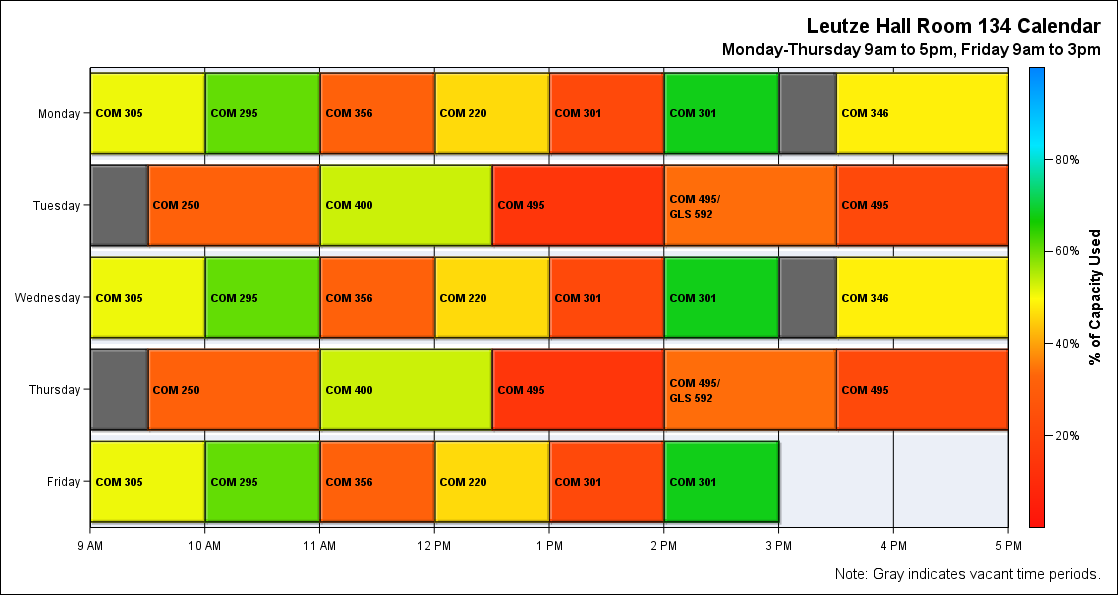 Leutze Hall Room 134 Calendar
Monday-Thursday 9am to 5pm, Friday 9am to 3pm
Monday
COM 305
COM 295
COM 356
COM 220
COM 301
COM 301
COM 346
Tuesday
COM 250
COM 400
COM 495
COM 495/
GLS 592
COM 495
Wednesday
COM 305
COM 295
COM 356
COM 220
COM 301
COM 301
COM 346
Thursday
COM 250
COM 400
COM 495
COM 495/
GLS 592
COM 495
Friday
COM 305
COM 295
COM 356
COM 220
COM 301
COM 301
9 AM
10 AM
11 AM
12 PM
1 PM
2 PM
3 PM
4 PM
5 PM
80%
60%
40%
20%
% of Capacity Used
Note: Gray indicates vacant time periods.